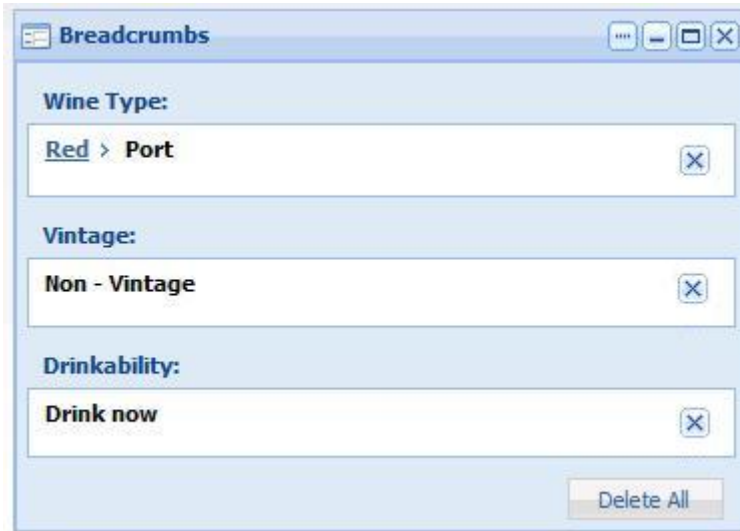 Breadcrumbs
Wine Type:
Red > Port
Vintage:
Non - Vintage
Drinkability:
Drink now
Delete All